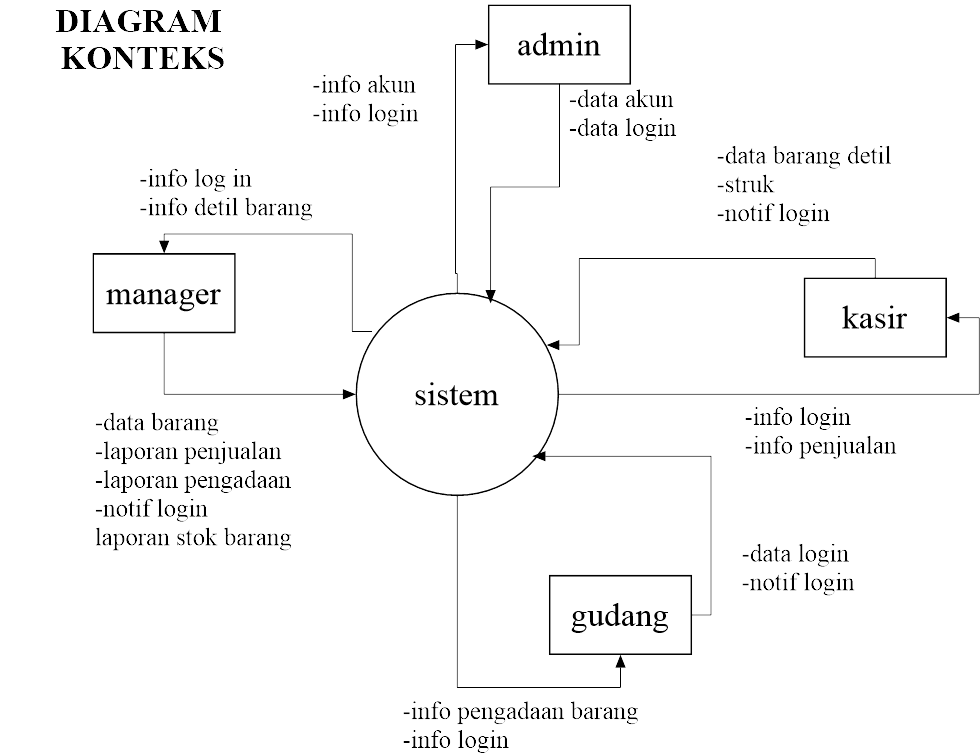 DIAGRAM
KONTEKS
admin
-info akun
-info login
-data akun
-data login
-data barang detil
-struk
-notif login
-info log in
-info detil barang
manager
kasir
sistem
-data barang
-laporan penjualan
-laporan pengadaan
-notif login
laporan stok barang
-info login
-info penjualan
-data login
-notif login
gudang
-info pengadaan barang
-info login